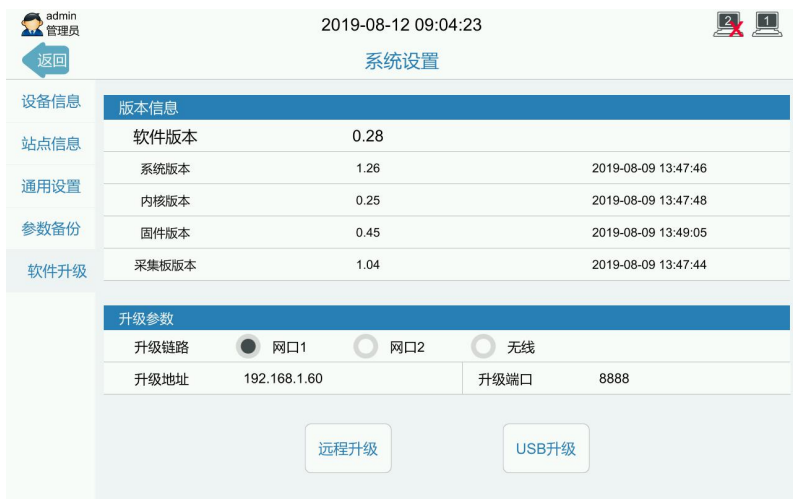 admin
管理员
2019-08-12 09:04:23
2
1
返回
系统设置
设备信息
站点信息
通用设置
参数备份
软件升级
版本信息
软件版本 0.28
系统版本 1.26 2019-08-09 13:47:46
内核版本 0.25 2019-08-09 13:47:48
固件版本 0.45 2019-08-09 13:49:05
采集板版本 1.04 2019-08-09 13:47:44
升级参数
升级链路 网口1 网口2 无线
升级地址 192.168.1.60 升级端口 8888
远程升级 USB升级